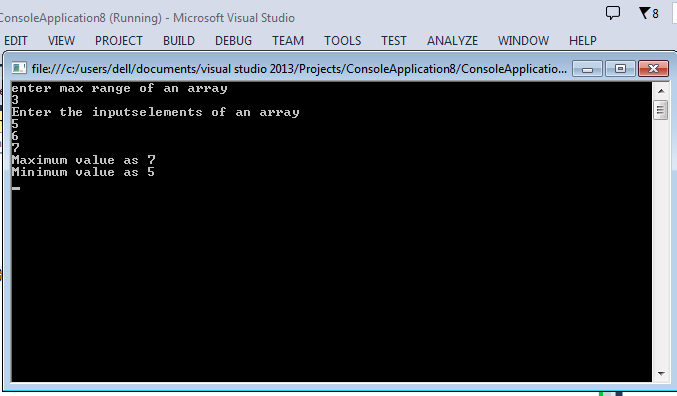 ConsoleApplication8 (Running) - Microsoft Visual Studio
8
EDIT VIEW PROJECT BUILD DEBUG TEAM TOOLS TEST ANALYZE WINDOW HELP
file:///c:/users/dell/documents/visual studio 2013/Projects/ConsoleApplication8/ConsoleApplicatio...
enter max range of an array
3
Enter the inputselements of an array
5
6
7
Maximum value as 7
Minimum value as 5